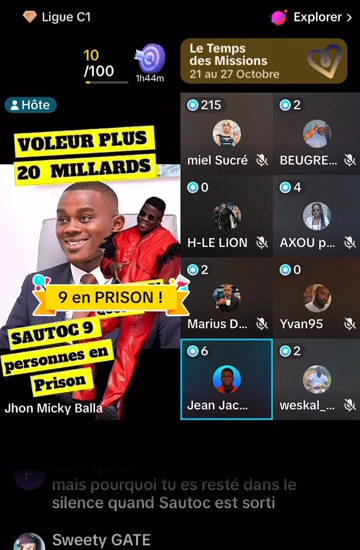 Ligue C1
Explorer >
10
/100
1h44m
Le Temps
des Missions
21 au 27 Octobre
Hôte
VOLEUR PLUS
20 MILLARDS
9 en PRISON !
SAUTOC 9
personnes en
Prison
Jhon Micky Balla
215
miel Sucré
2
BEUGRE...
0
H-LE LION
4
AXOU p...
2
Marius D...
0
Yvan95
6
Jean Jac...
2
weskal_...
mais pourquoi tu es resté dans le
silence quand Sautoc est sorti
Sweety GATE